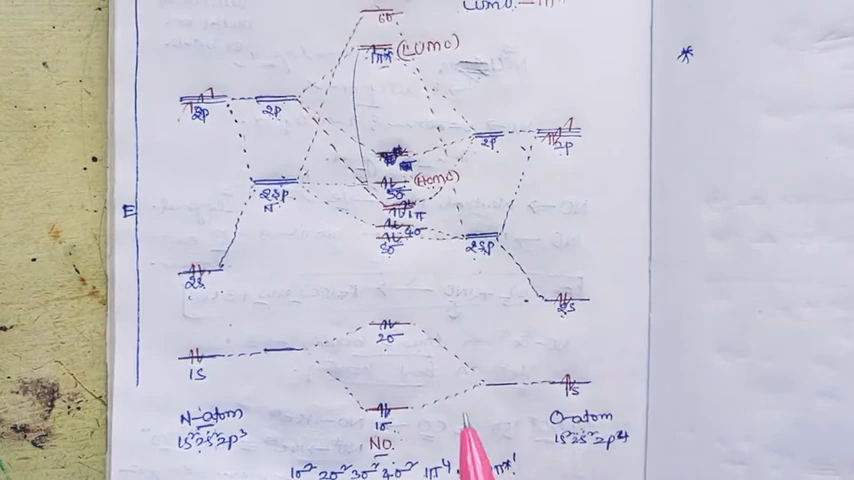 LUMO - 1π*
6σ
1π* (LUMO)
*
2p 2p 2p 2p
2sp
N
5σ (HOMO)
1π
E
4σ
3σ 2sp
2s 2s
2σ
1s 1s
1σ
N-atom O-atom
1s²2s²2p³ 1s²2s²2p⁴
NO
1σ² 2σ² 3σ² 4σ² 1π⁴ π*¹